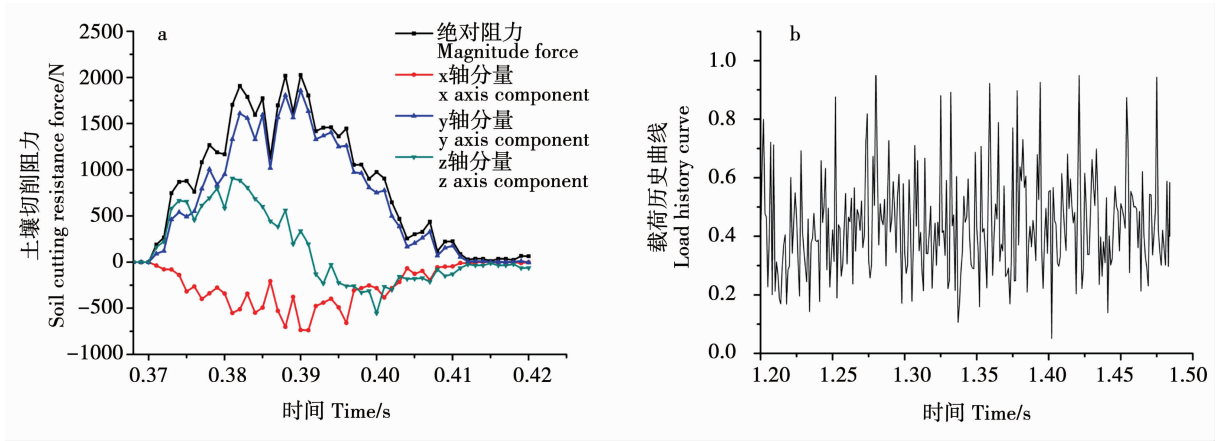 a
2500
2000
1500
1000
500
0
−500
−1000
土壤切削阻力
Soil cutting resistance force/N
绝对阻力
Magnitude force
x轴分量
x axis component
y轴分量
y axis component
z轴分量
z axis component
0.37
0.38
0.39
0.40
0.41
0.42
时间 Time/s
b
1.0
0.8
0.6
0.4
0.2
0.0
载荷历史曲线
Load history curve
1.20
1.25
1.30
1.35
1.40
1.45
1.50
时间 Time/s